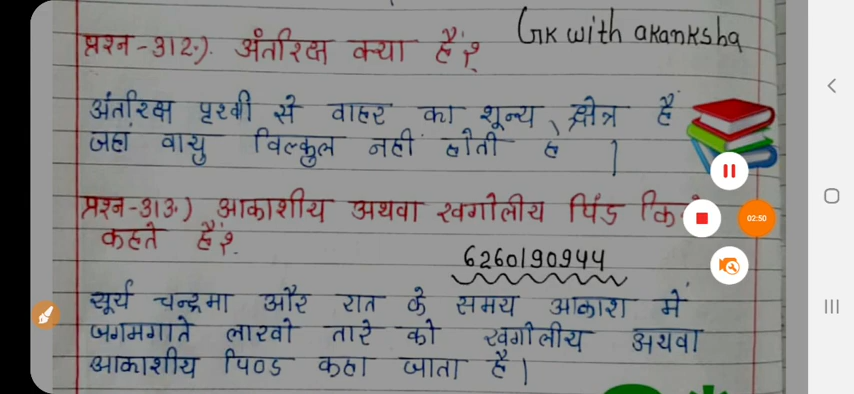 GK with akanksha
प्रश्न-312.) अंतरिक्ष क्या हैं?
अंतरिक्ष पृथ्वी से वाहर का शून्य क्षेत्र हैं
जहां वायु विल्कुल नहीं होती है।
प्रश्न-313.) आकाशीय अथवा खगोलीय पिंड
कहते हैं?
6260190944
सूर्य चन्द्रमा और रात के समय आकाश में
जगमगाते लाखो तारे को खगोलीय अथवा
आकाशीय पिण्ड कहा जाता है।
02:50